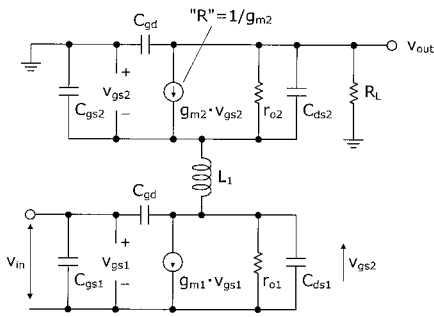 "R"=1/gm2
Cgd
Vout
Cgs2
+
vgs2
−
gm2·vgs2
ro2
Cds2
RL
L1
Cgd
Vin
Cgs1
+
vgs1
−
gm1·vgs1
ro1
Cds1
vgs2